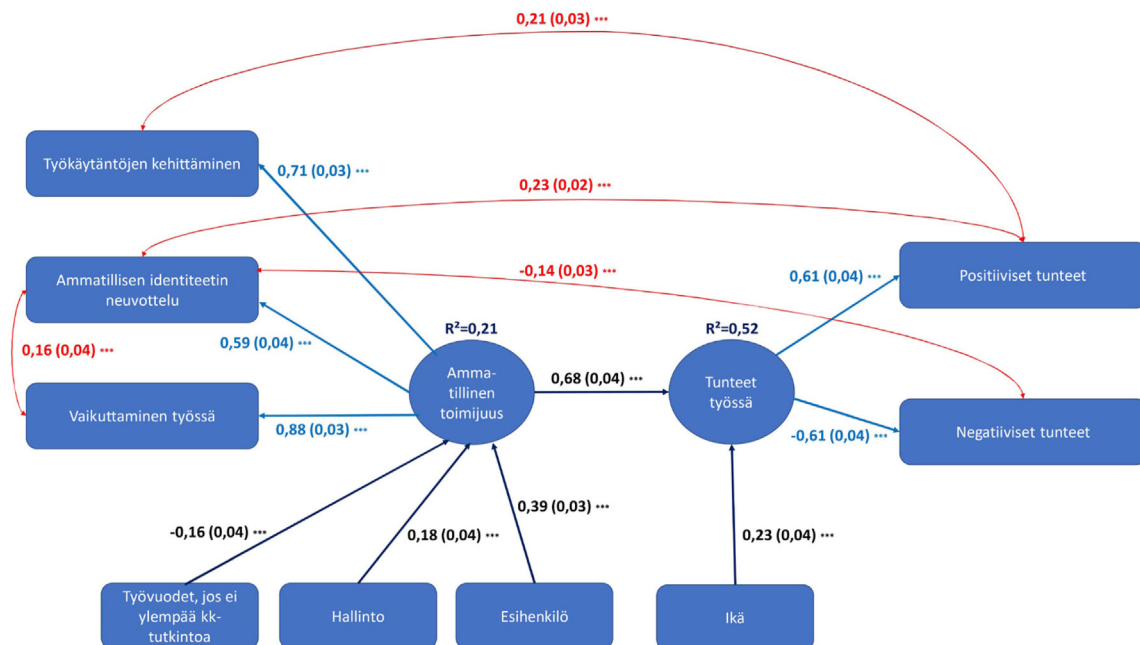 0,21 (0,03) ***
Työkäytäntöjen kehittäminen
0,71 (0,03) ***
0,23 (0,02) ***
Ammatillisen identiteetin
neuvottelu
-0,14 (0,03) ***
0,61 (0,04) ***
Positiiviset tunteet
R²=0,21
R²=0,52
0,16 (0,04) ***
0,59 (0,04) ***
Amma-
tillinen
toimijuus
0,68 (0,04) ***
Tunteet
työssä
Vaikuttaminen työssä
0,88 (0,03) ***
-0,61 (0,04) ***
Negatiiviset tunteet
-0,16 (0,04) ***
0,18 (0,04) ***
0,39 (0,03) ***
0,23 (0,04) ***
Työvuodet, jos ei
ylempää kk-
tutkintoa
Hallinto
Esihenkilö
Ikä